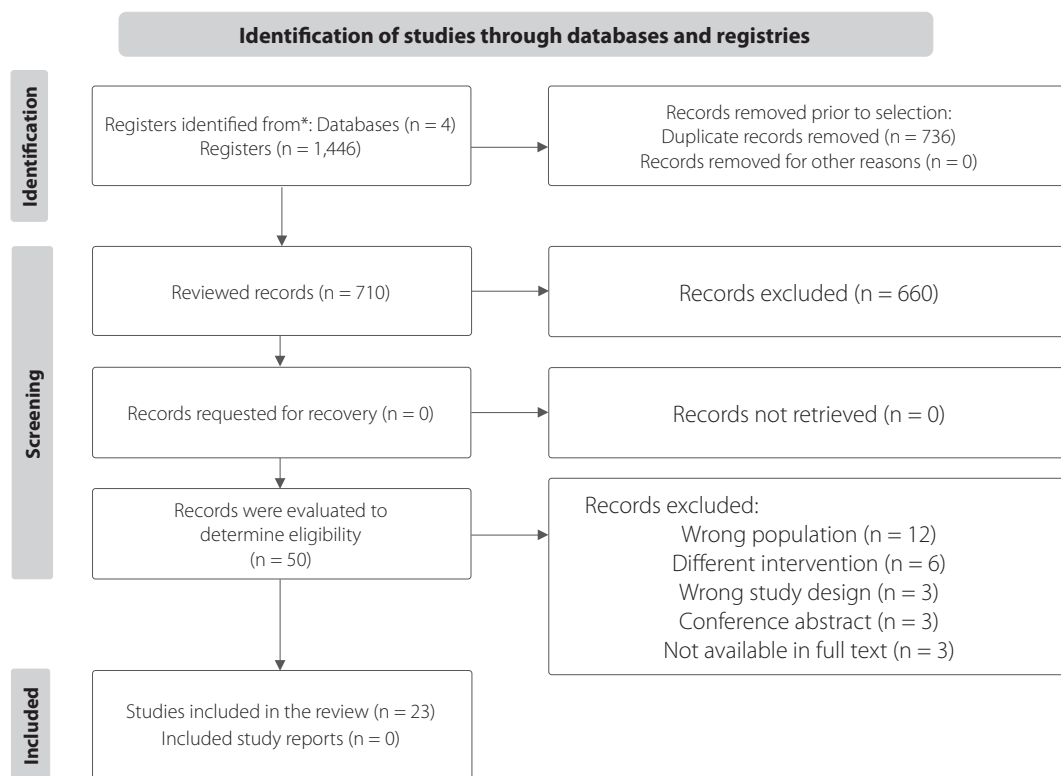 Identification of studies through databases and registries
Identification
Registers identified from*: Databases (n = 4)
Registers (n = 1,446)
Records removed prior to selection:
Duplicate records removed (n = 736)
Records removed for other reasons (n = 0)
Screening
Reviewed records (n = 710)
Records excluded (n = 660)
Records requested for recovery (n = 0)
Records not retrieved (n = 0)
Records were evaluated to
determine eligibility
(n = 50)
Records excluded:
Wrong population (n = 12)
Different intervention (n = 6)
Wrong study design (n = 3)
Conference abstract (n = 3)
Not available in full text (n = 3)
Included
Studies included in the review (n = 23)
Included study reports (n = 0)